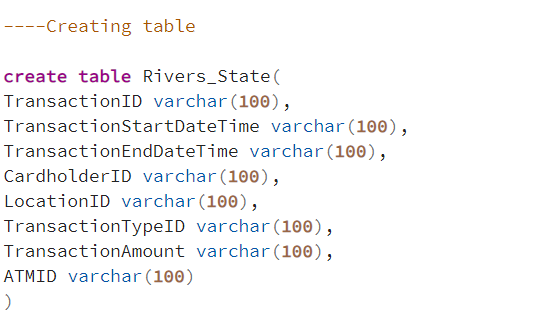 ----Creating table
create table Rivers_State(
TransactionID varchar(100),
TransactionStartDateTime varchar(100),
TransactionEndDateTime varchar(100),
CardholderID varchar(100),
LocationID varchar(100),
TransactionTypeID varchar(100),
TransactionAmount varchar(100),
ATMID varchar(100)
)